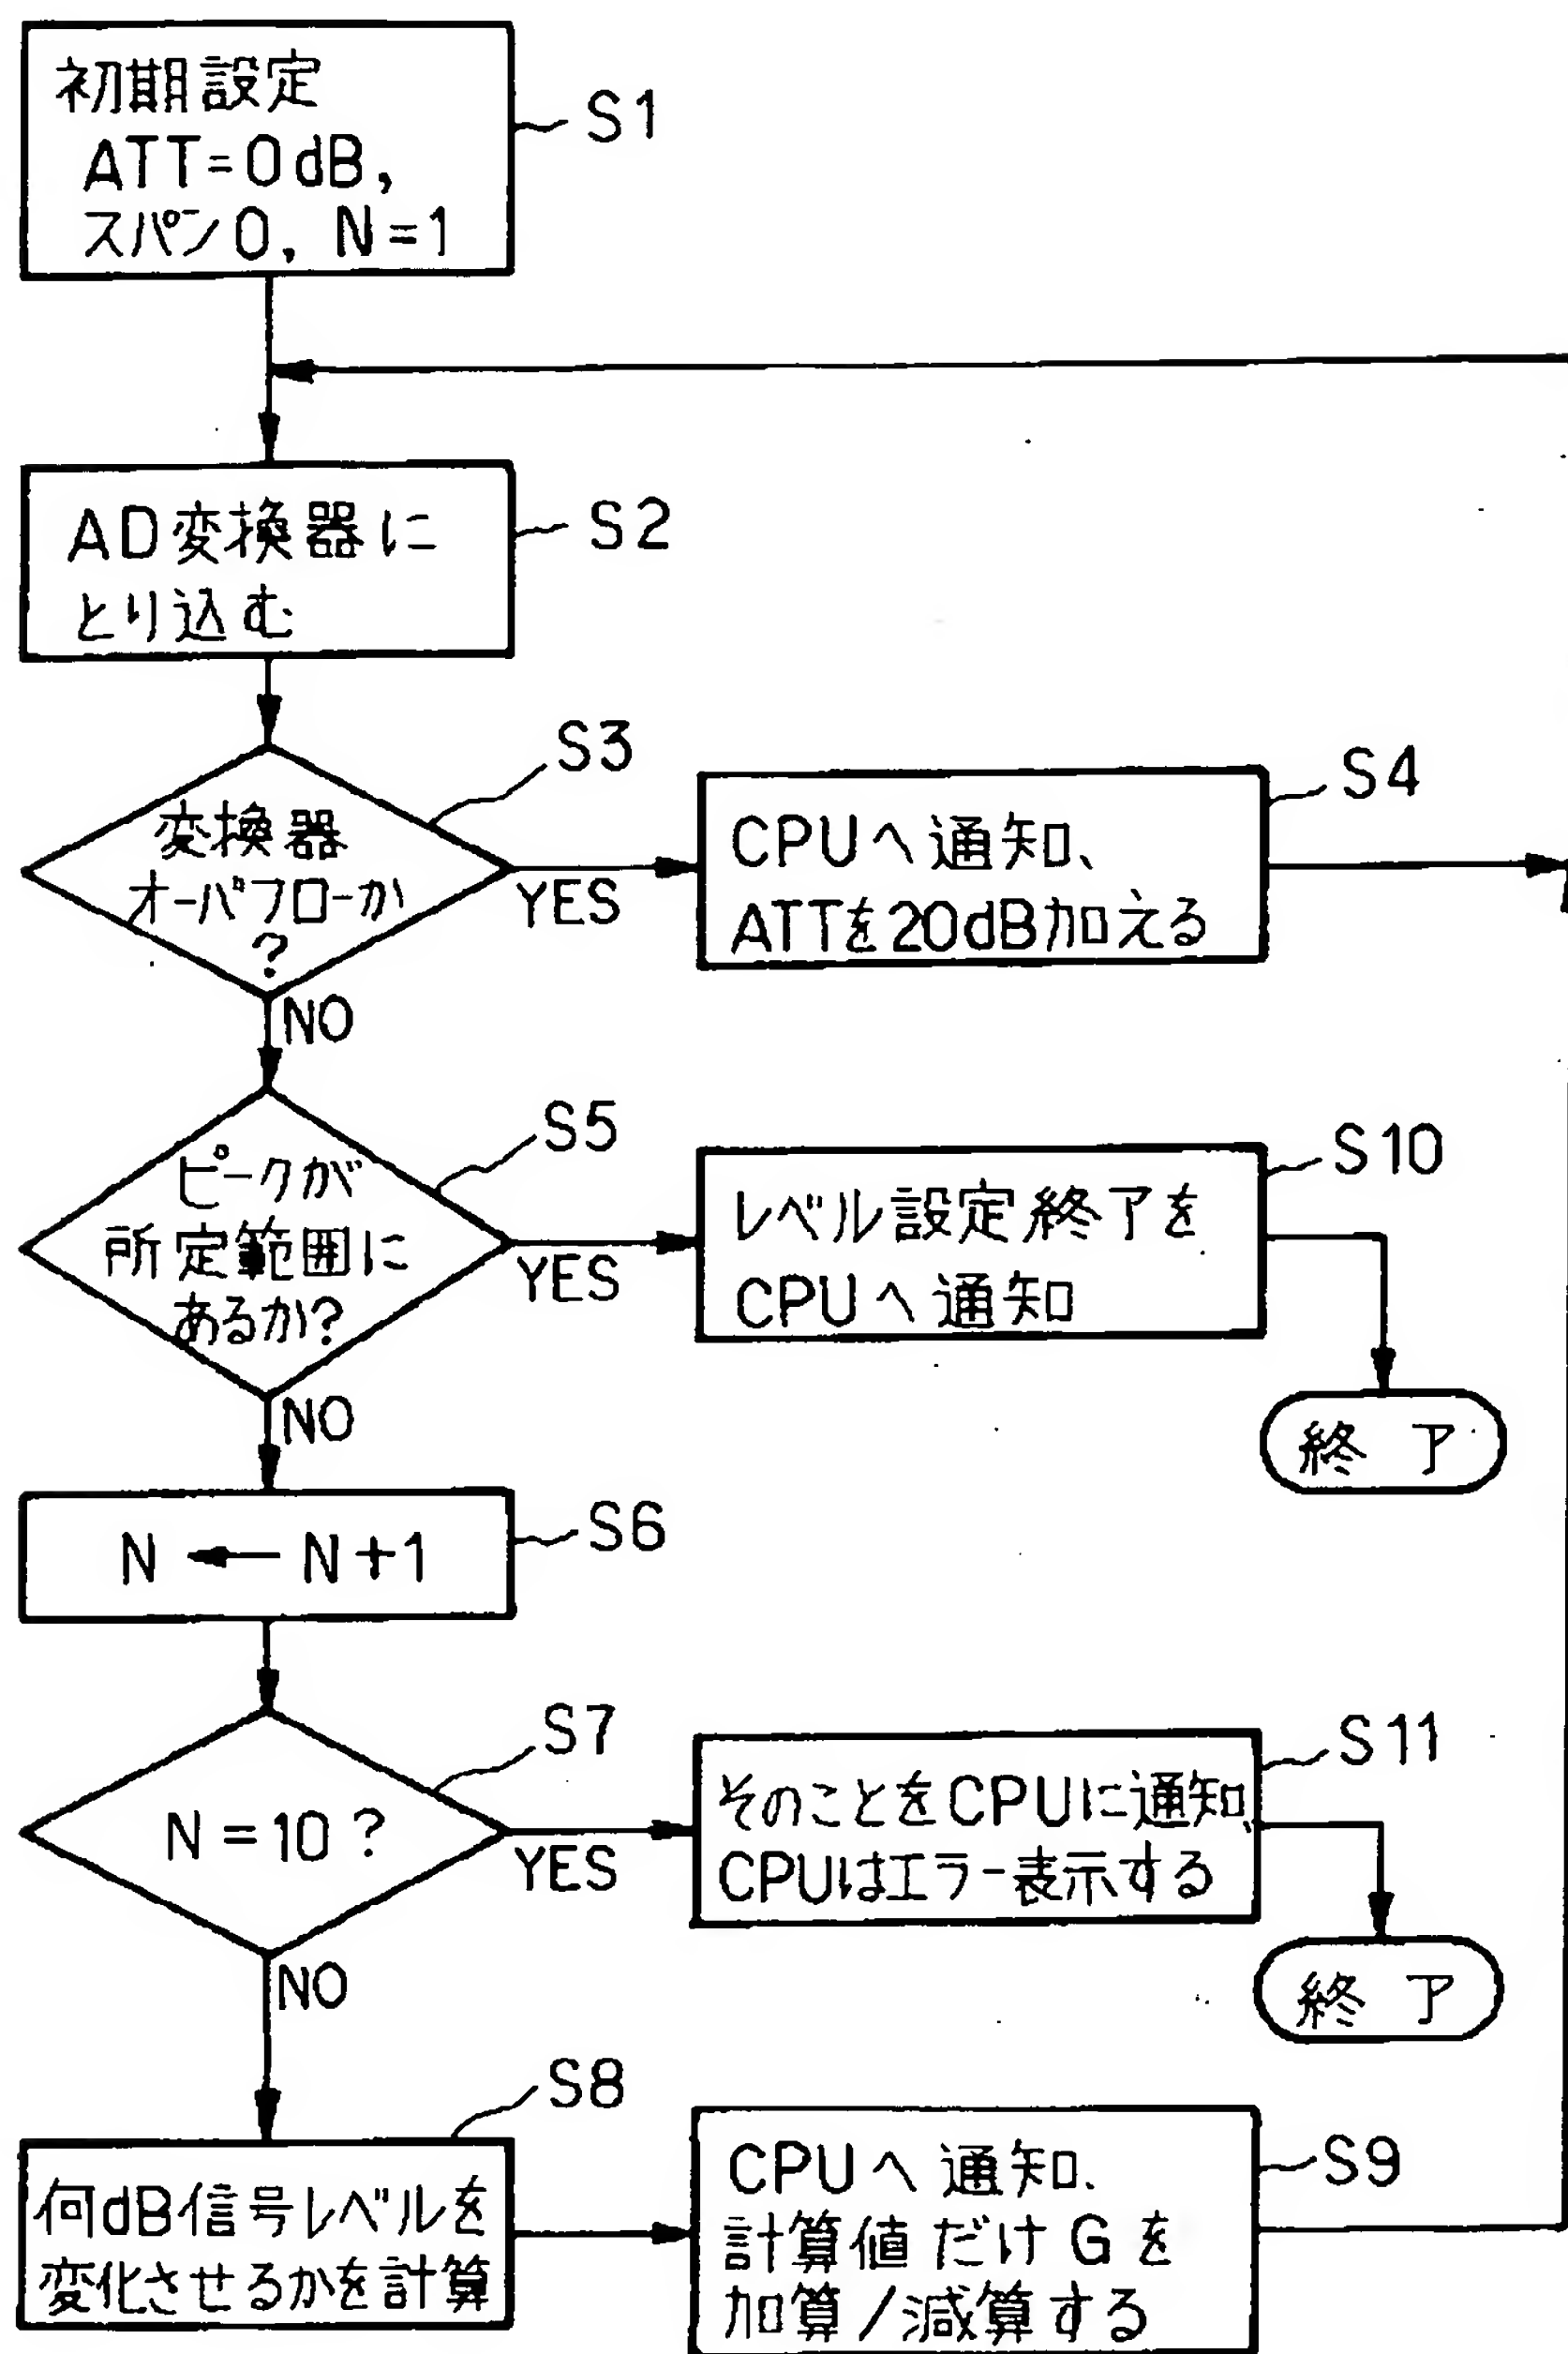 初期設定
ATT=0dB,
スパン0, N=1
S1
AD変換器に
とり込む
S2
変換器
オーバフローか
?
S3
YES
NO
CPUへ通知、
ATTを20dB加える
S4
ピークが
所定範囲に
あるか?
S5
YES
NO
レベル設定終了を
CPUへ通知
S10
終了
N ← N+1
S6
N=10?
S7
YES
NO
そのことをCPUに通知、
CPUはエラー表示する
S11
終了
何dB信号レベルを
変化させるかを計算
S8
CPUへ通知、
計算値だけGを
加算/減算する
S9